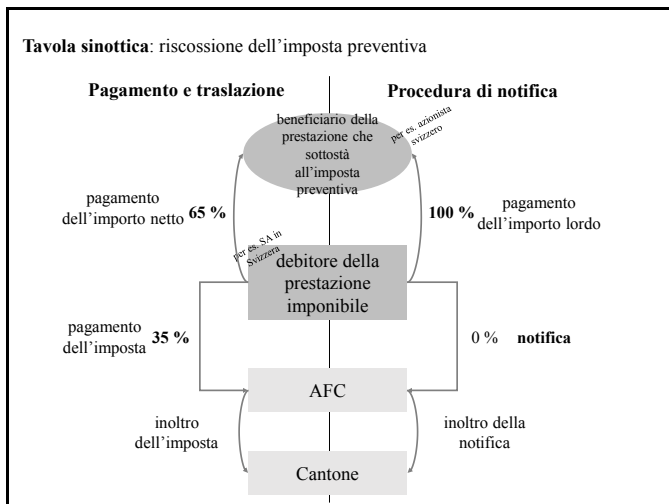 Tavola sinottica: riscossione dell’imposta preventiva
Pagamento e traslazione
Procedura di notifica
beneficiario della
prestazione che
sottostà
all’imposta
preventiva
per es. azionista
svizzero
pagamento
dell’importo netto
65 %
100 %
pagamento
dell’importo lordo
per es. SA in
Svizzera
debitore della
prestazione
imponibile
pagamento
dell’imposta
35 %
0 %
notifica
AFC
inoltro
dell’imposta
inoltro della
notifica
Cantone